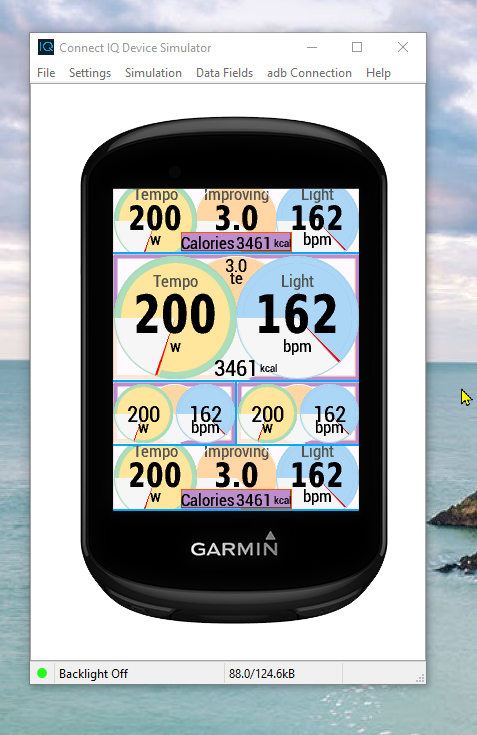 IQ Connect IQ Device Simulator
File Settings Simulation Data Fields adb Connection Help
Tempo Improving Light
200 3.0 162
w bpm
Calories 3461 kcal
3.0
te
Tempo Light
200 162
w bpm
3461 kcal
200 162 200 162
w bpm w bpm
Tempo Improving Light
200 3.0 162
w bpm
Calories 3461 kcal
GARMIN
Backlight Off 88.0/124.6kB